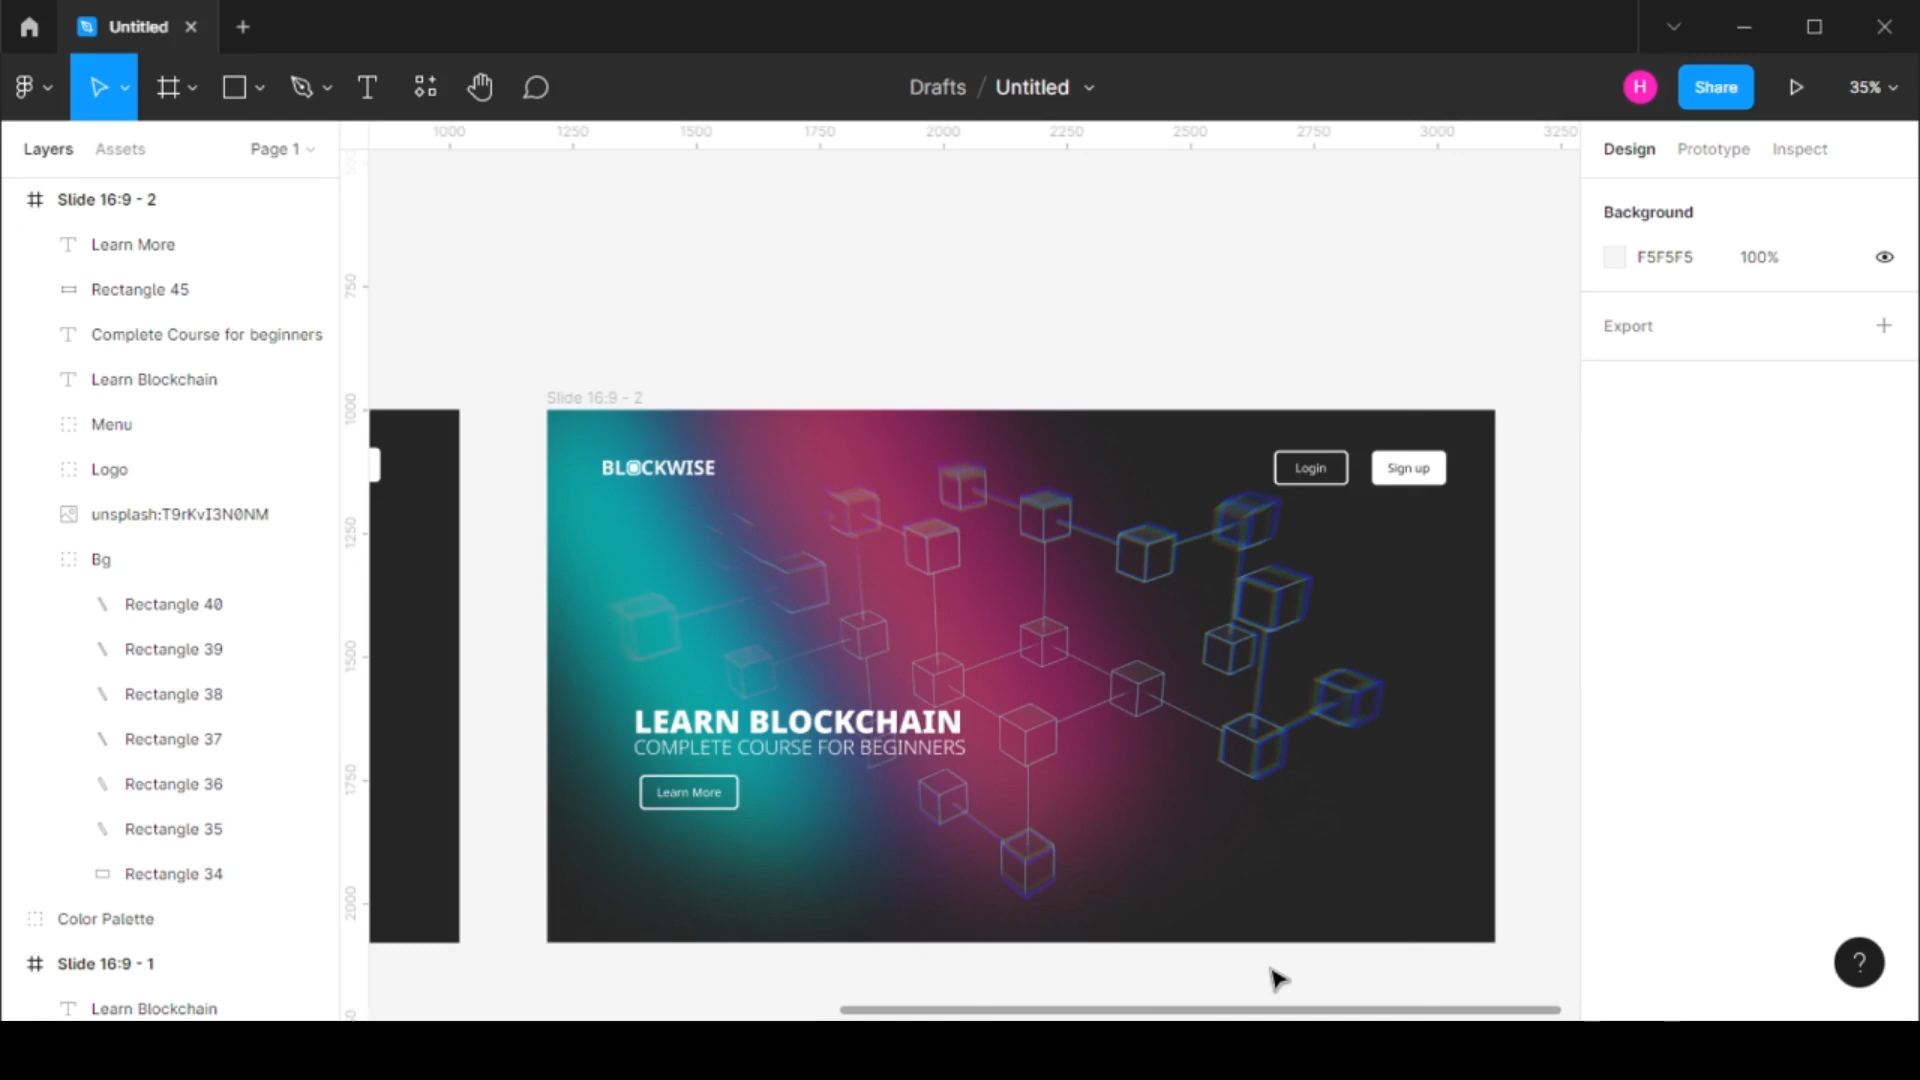 Untitled
Drafts / Untitled
H
Share
35%
Layers Assets Page 1
1000 1250 1500 1750 2000 2250 2500 2750 3000 3250
Design Prototype Inspect
Slide 16:9 - 2
Learn More
Rectangle 45
Complete Course for beginners
Learn Blockchain
Menu
Logo
unsplash:T9rKvI3N0NM
Bg
Rectangle 40
Rectangle 39
Rectangle 38
Rectangle 37
Rectangle 36
Rectangle 35
Rectangle 34
Color Palette
Slide 16:9 - 1
Learn Blockchain
750
1000
1250
1500
1750
2000
Slide 16:9 - 2
BLOCKWISE
Login
Sign up
LEARN BLOCKCHAIN
COMPLETE COURSE FOR BEGINNERS
Learn More
Background
F5F5F5 100%
Export
?